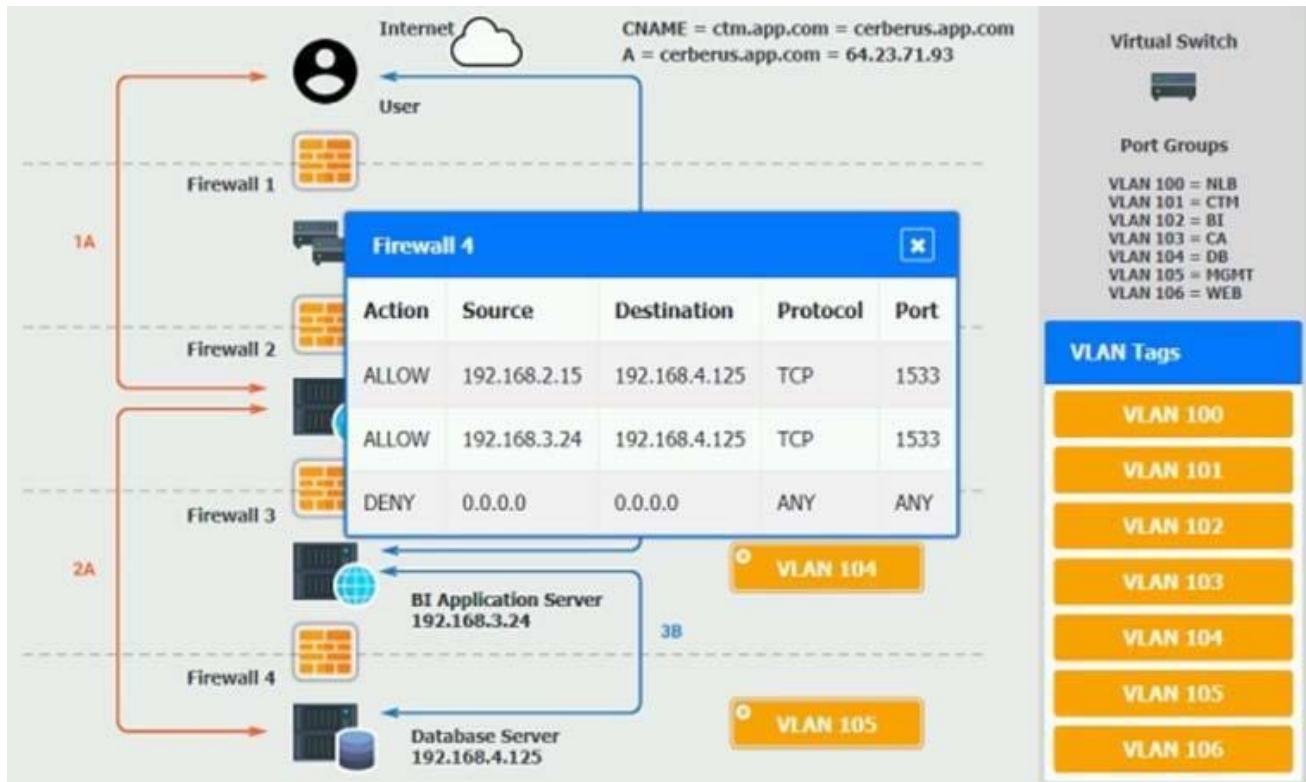 Internet
CNAME = ctm.app.com = cerberus.app.com
A = cerberus.app.com = 64.23.71.93
User
Firewall 1
1A
Firewall 2
Firewall 3
2A
BI Application Server
192.168.3.24
3B
Firewall 4
Database Server
192.168.4.125
Firewall 4
Action Source Destination Protocol Port
ALLOW 192.168.2.15 192.168.4.125 TCP 1533
ALLOW 192.168.3.24 192.168.4.125 TCP 1533
DENY 0.0.0.0 0.0.0.0 ANY ANY
VLAN 104
VLAN 105
Virtual Switch
Port Groups
VLAN 100 = NLB
VLAN 101 = CTM
VLAN 102 = BI
VLAN 103 = CA
VLAN 104 = DB
VLAN 105 = MGMT
VLAN 106 = WEB
VLAN Tags
VLAN 100
VLAN 101
VLAN 102
VLAN 103
VLAN 104
VLAN 105
VLAN 106